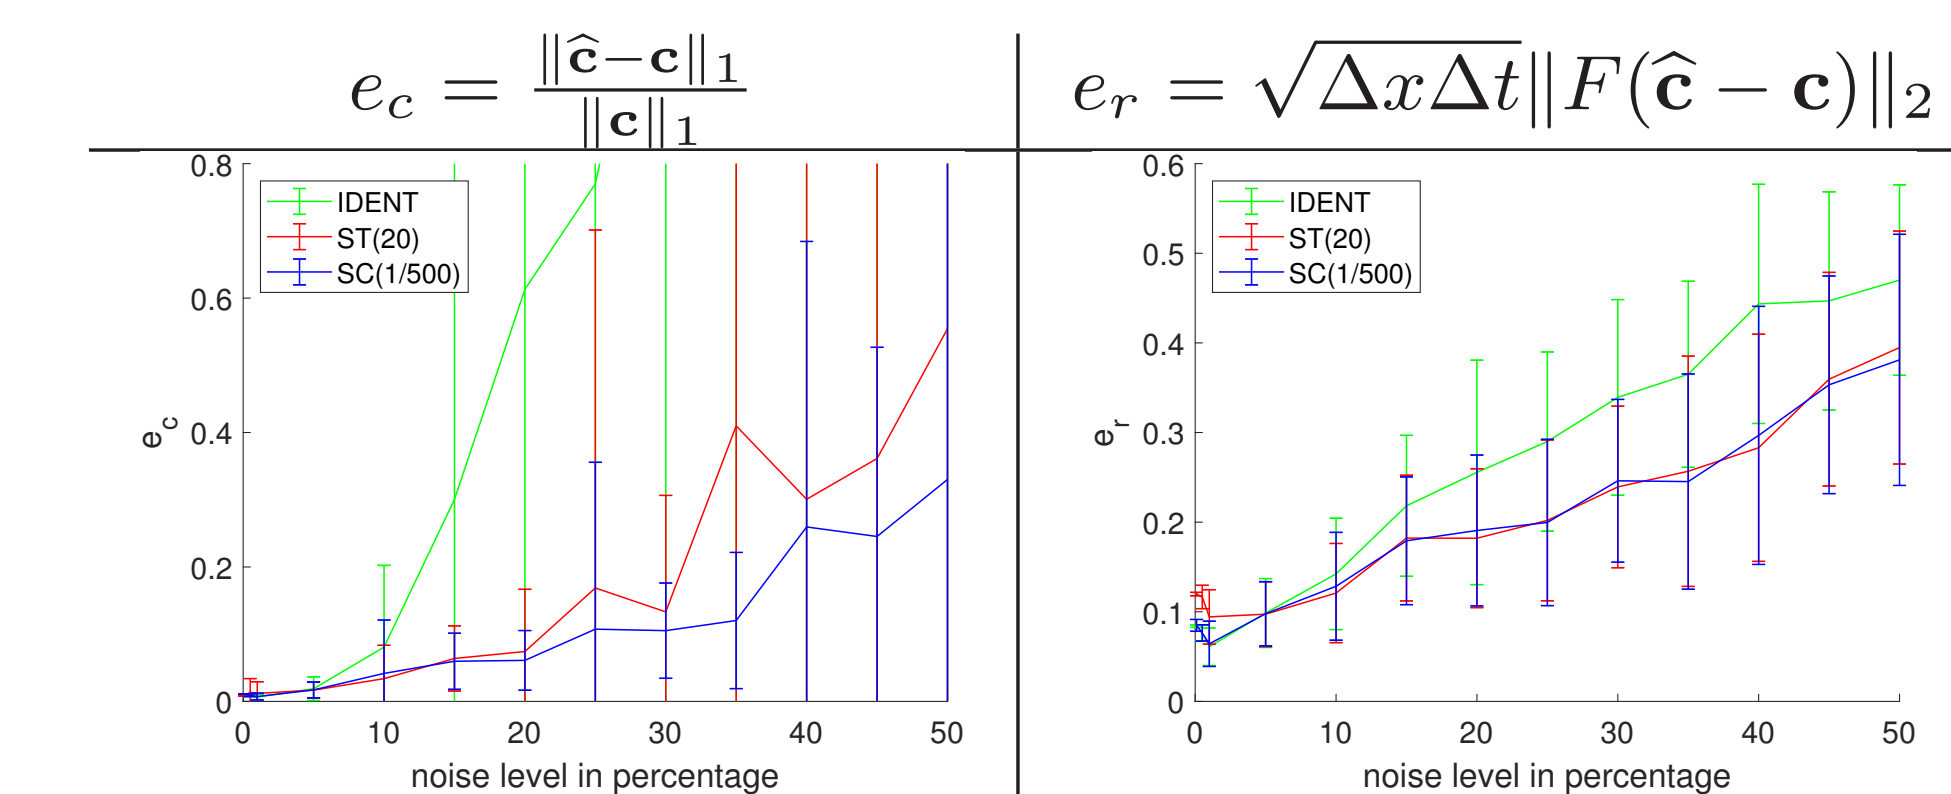 e_c = ‖ĉ−c‖₁ / ‖c‖₁
e_r = √ΔxΔt‖F(ĉ − c)‖₂
0.8
0.6
0.4
0.2
0
e_c
IDENT
ST(20)
SC(1/500)
0 10 20 30 40 50
noise level in percentage
0.6
0.5
0.4
0.3
0.2
0.1
0
e_r
IDENT
ST(20)
SC(1/500)
0 10 20 30 40 50
noise level in percentage